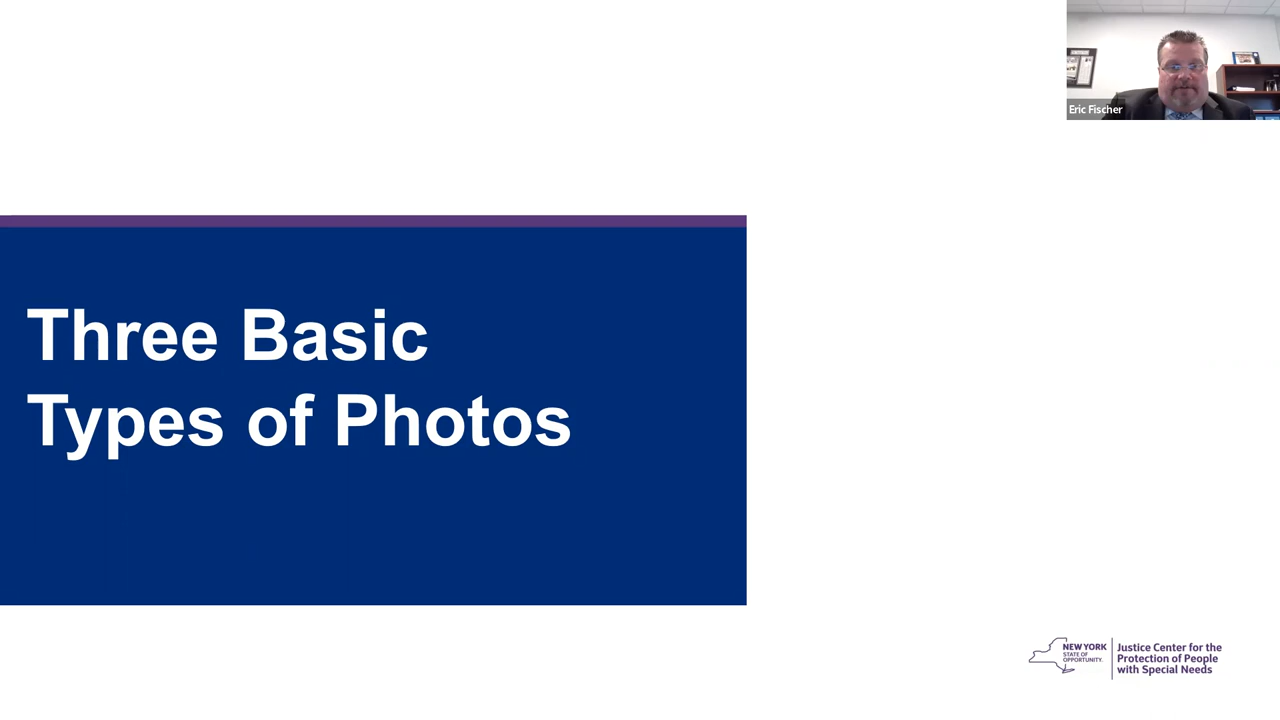 Eric Fischer
Three Basic
Types of Photos
NEW YORK
STATE OF
OPPORTUNITY.
Justice Center for the
Protection of People
with Special Needs